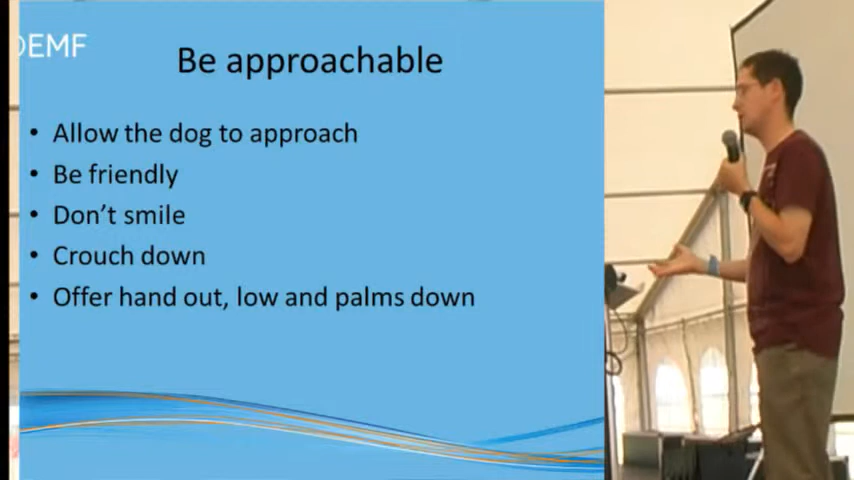 EMF
Be approachable
• Allow the dog to approach
• Be friendly
• Don’t smile
• Crouch down
• Offer hand out, low and palms down